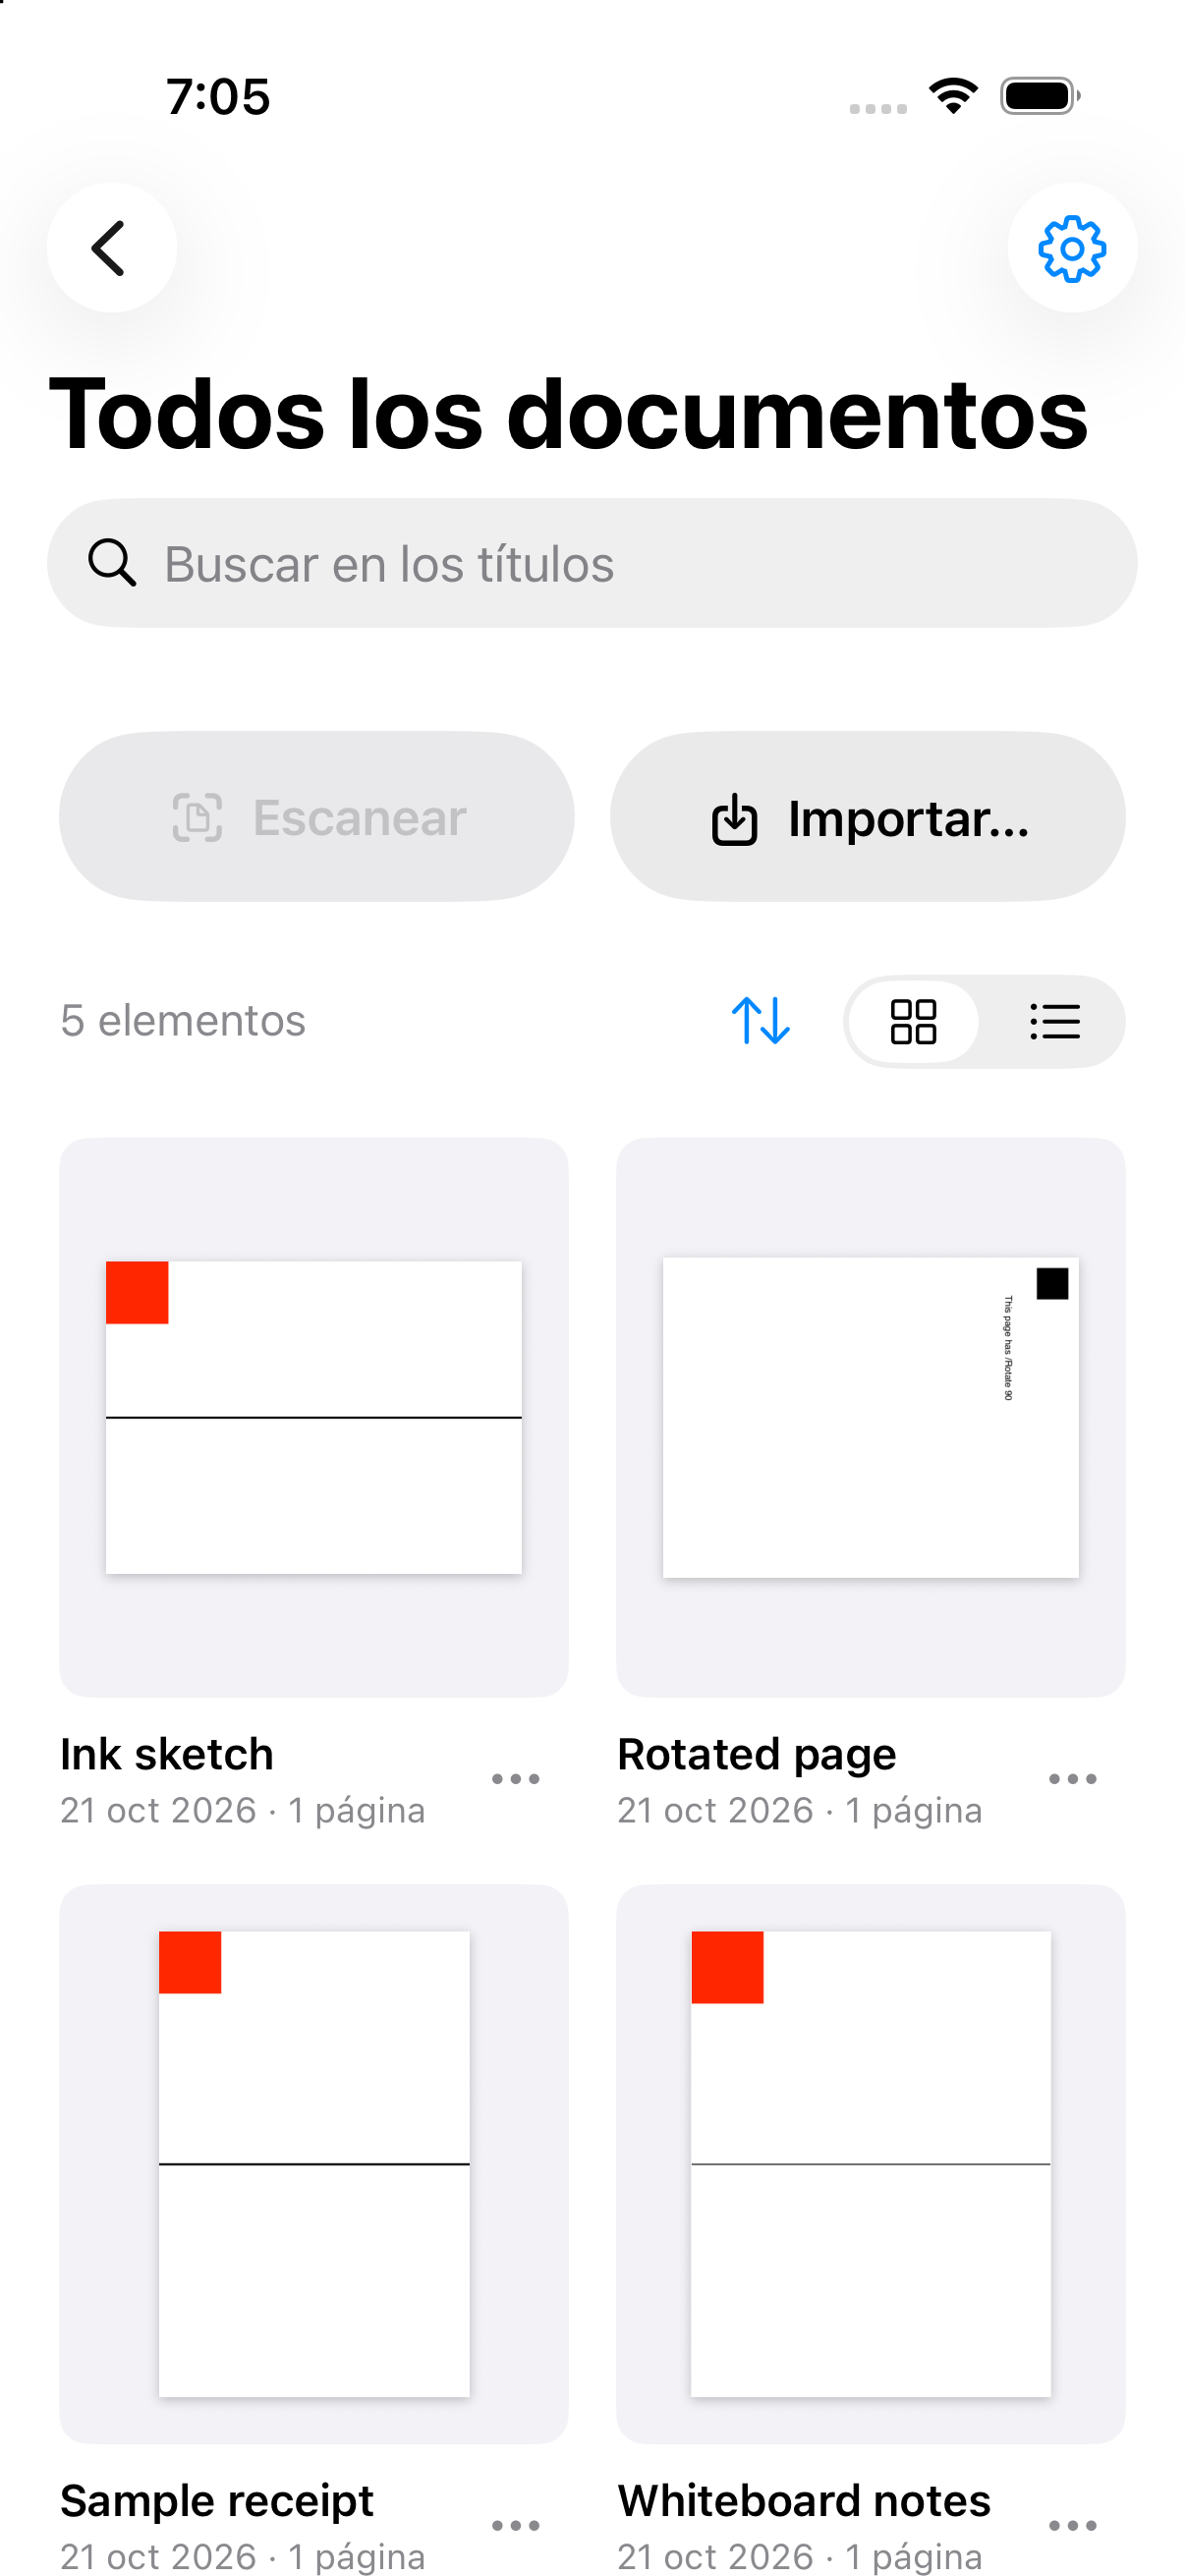 7:05
Todos los documentos
Buscar en los títulos
Escanear
Importar...
5 elementos
This page has /Rotate 90
Ink sketch
21 oct 2026 · 1 página
Rotated page
21 oct 2026 · 1 página
Sample receipt
21 oct 2026 · 1 página
Whiteboard notes
21 oct 2026 · 1 página